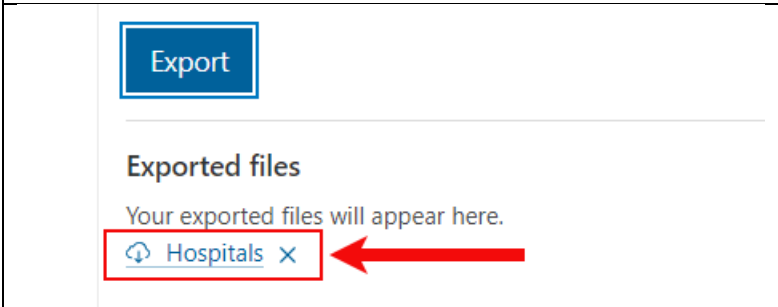 Export
Exported files
Your exported files will appear here.
Hospitals ×